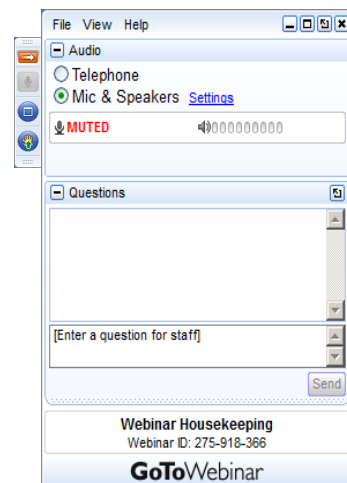 File View Help
Audio
Telephone
Mic & Speakers Settings
MUTED
Questions
[Enter a question for staff]
Send
Webinar Housekeeping
Webinar ID: 275-918-366
GoToWebinar